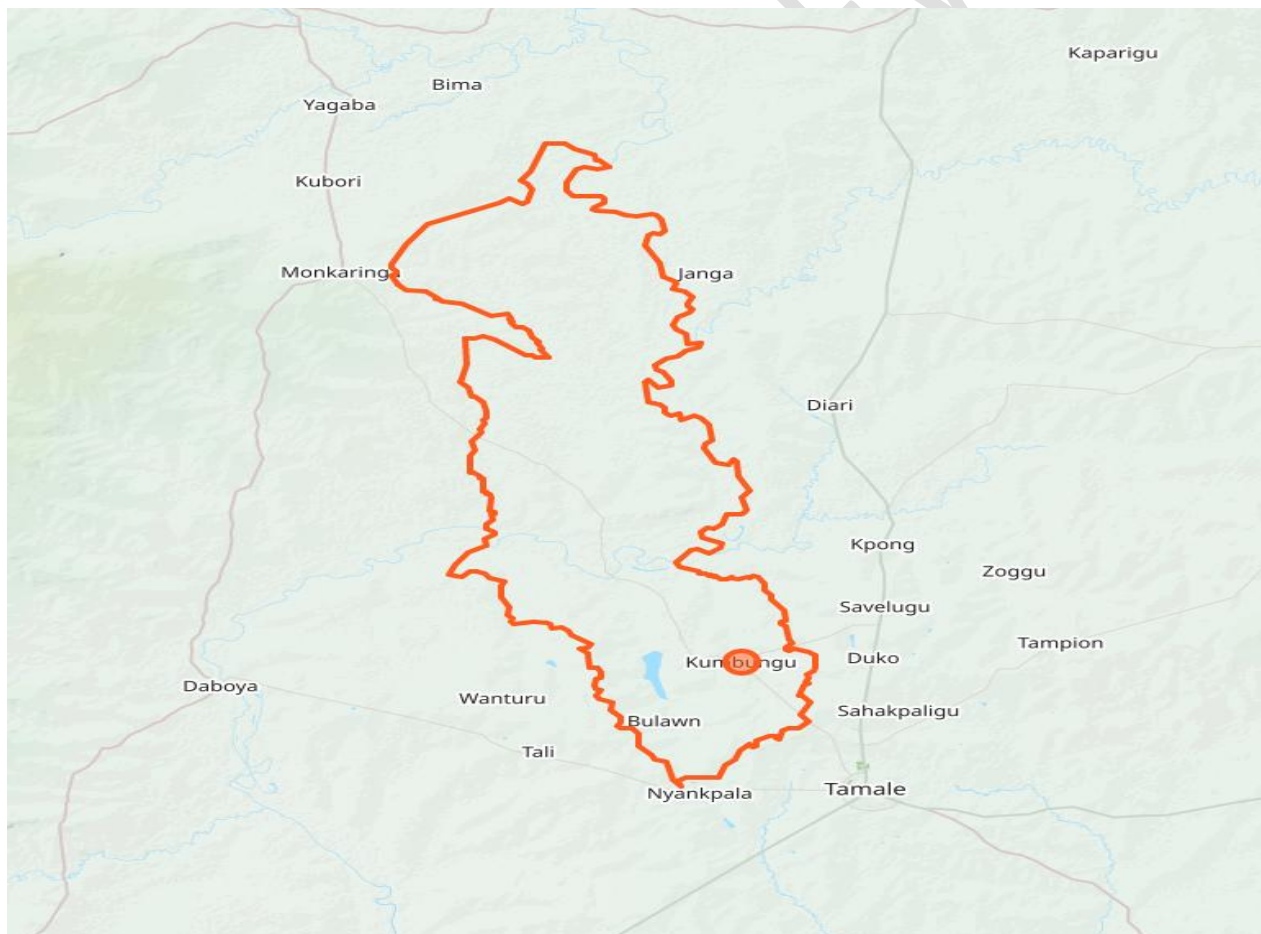 Kaparigu
Bima
Yagaba
Kubori
Monkaringa
Janga
Diari
Kpong
Zoggu
Savelugu
Tampion
Kumbungu
Duko
Daboya
Wanturu
Sahakpaligu
Bulawn
Tali
Nyankpala
Tamale